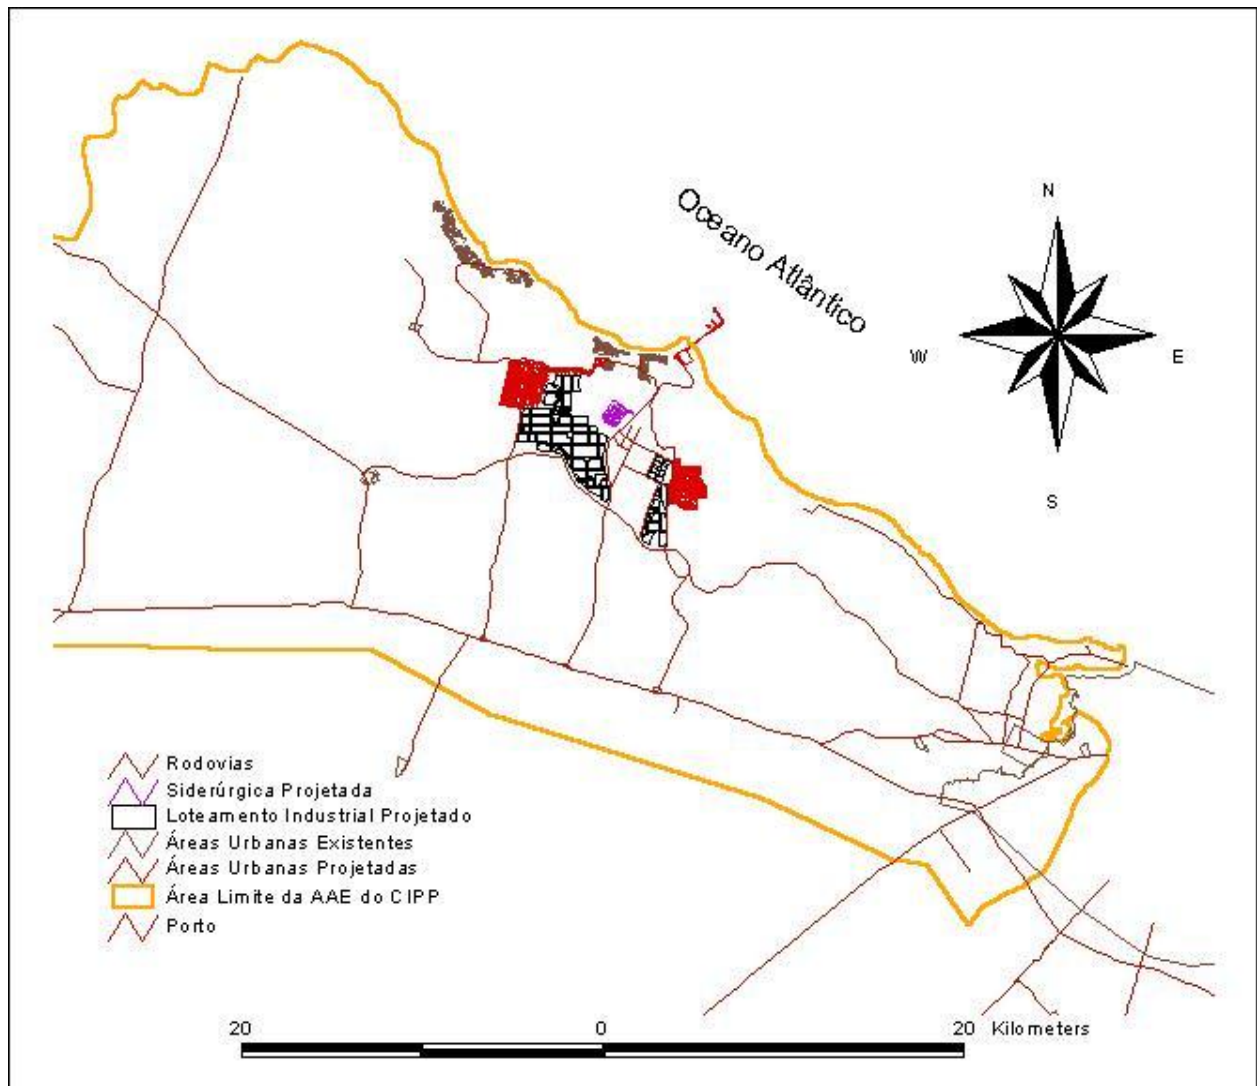 N
Oceano Atlântico
W
E
S
Rodovías
Siderúrgica Projetada
Loteamento Industrial Projetado
Áreas Urbanas Existentes
Áreas Urbanas Projetadas
Área Limite da AAE do CIPP
Porto
20 0 20 Kilometers